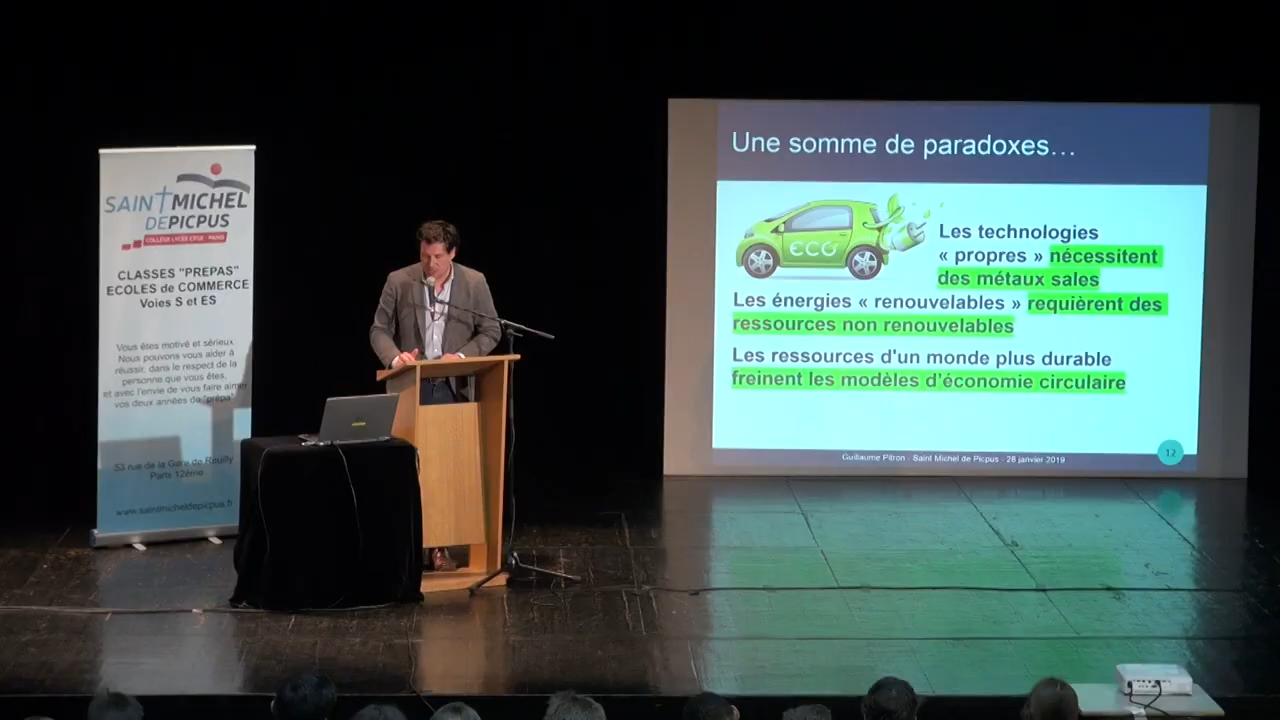 SAINT MICHEL
DE PICPUS
COLLÈGE LYCÉE CPGE - PARIS
CLASSES "PREPAS"
ECOLES de COMMERCE
Voies S et ES
Vous êtes motivé et sérieux
Nous pouvons vous aider à
réussir, dans le respect de la
personne que vous êtes,
et avec l'envie de vous faire aimer
vos deux années de "prépa"
53 rue de la Gare de Reuilly
Paris 12ème
www.saintmicheldepicpus.fr
Une somme de paradoxes…
ECO
Les technologies
« propres » nécessitent
des métaux sales
Les énergies « renouvelables » requièrent des
ressources non renouvelables
Les ressources d'un monde plus durable
freinent les modèles d'économie circulaire
Guillaume Pitron - Saint Michel de Picpus - 28 janvier 2019
12